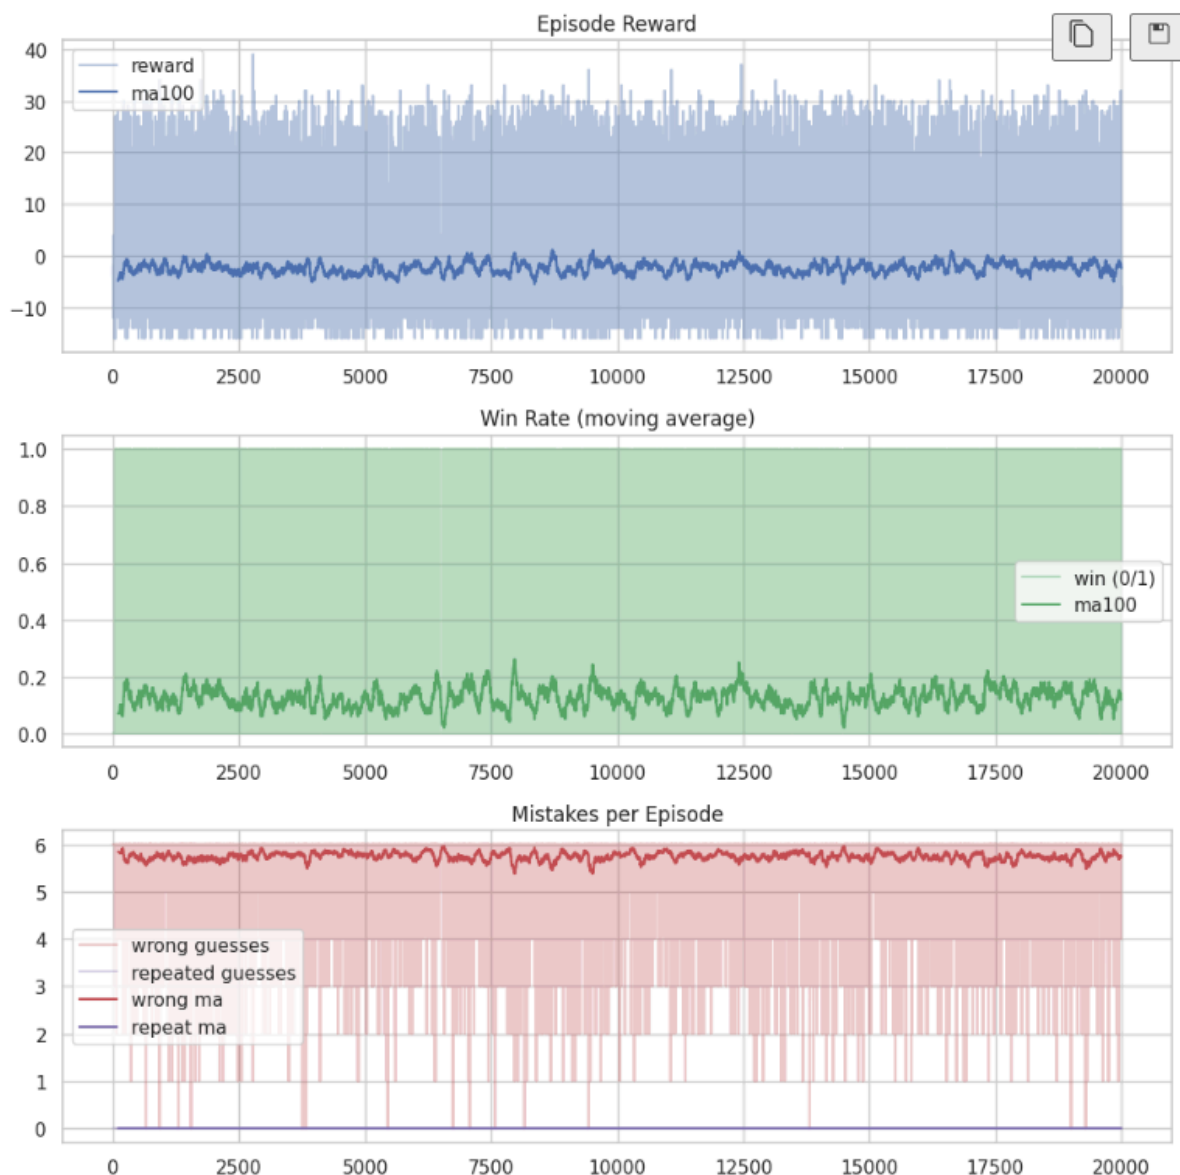 Episode Reward
40
30
20
10
0
−10
reward
ma100
0 2500 5000 7500 10000 12500 15000 17500 20000
Win Rate (moving average)
1.0
0.8
0.6
0.4
0.2
0.0
win (0/1)
ma100
0 2500 5000 7500 10000 12500 15000 17500 20000
Mistakes per Episode
6
5
4
3
2
1
0
wrong guesses
repeated guesses
wrong ma
repeat ma
0 2500 5000 7500 10000 12500 15000 17500 20000